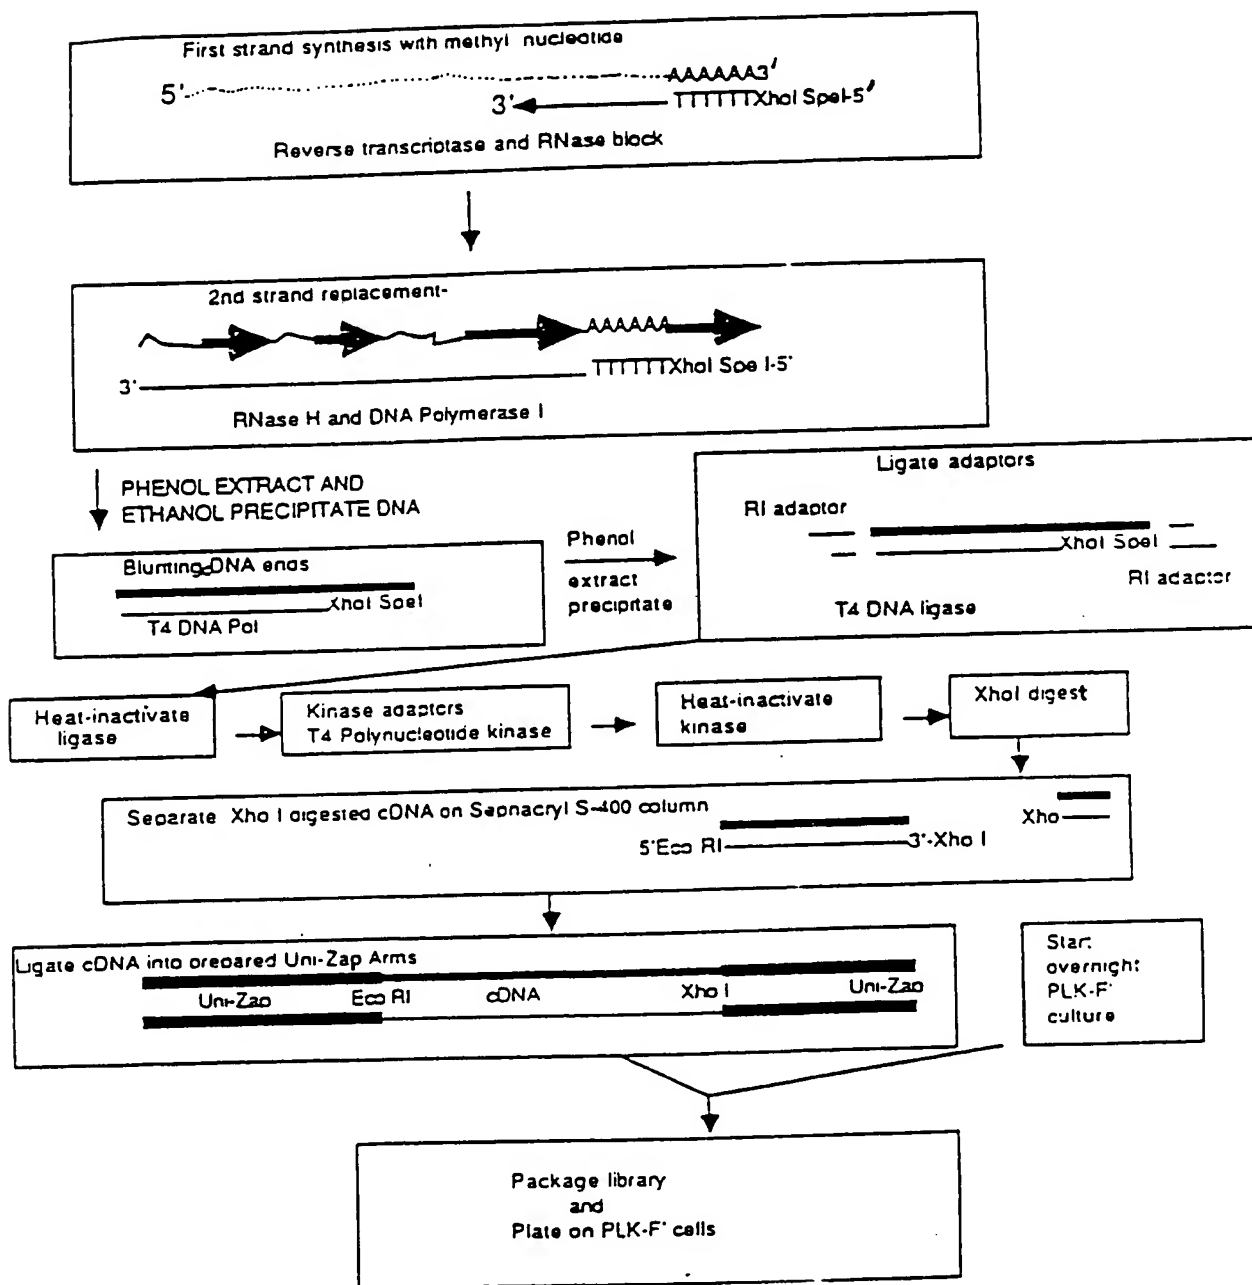 First strand synthesis with methyl nucleotide
5'
AAAAAA3'
3'
TTTTTTXhoI SpeI-5'
Reverse transcriptase and RNase block
2nd strand replacement-
AAAAAA
3'
TTTTTTXhoI Spe I-5'
RNase H and DNA Polymerase I
PHENOL EXTRACT AND
ETHANOL PRECIPITATE DNA
Blunting cDNA ends
XhoI SpeI
T4 DNA Pol
Phenol
extract
precipitate
Ligate adaptors
RI adaptor
XhoI SpeI
RI adaptor
T4 DNA ligase
Heat-inactivate
ligase
Kinase adaptors
T4 Polynucleotide kinase
Heat-inactivate
kinase
XhoI digest
Separate Xho I digested cDNA on Sephacryl S-400 column
Xho
5'Eco RI
3'-Xho I
Ligate cDNA into prepared Uni-Zap Arms
Uni-Zap
Eco RI
cDNA
Xho I
Uni-Zap
Start
overnight
PLK-F'
culture
Package library
and
Plate on PLK-F' cells